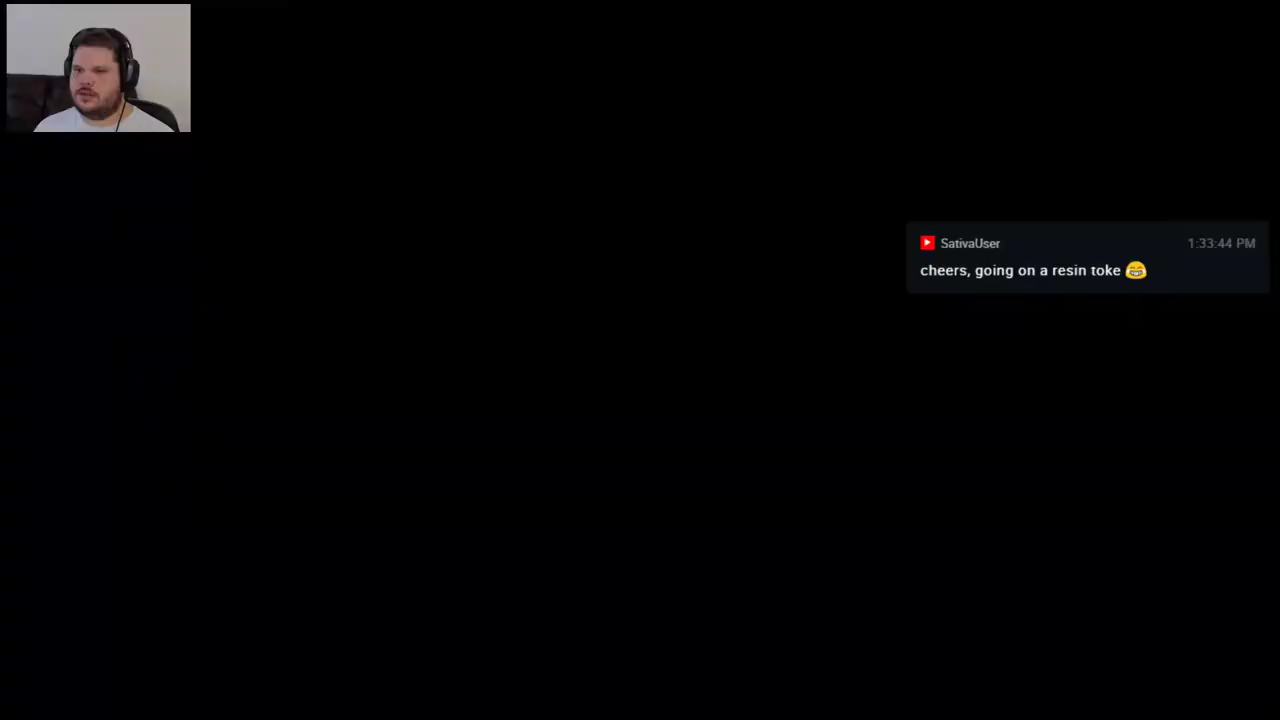 SativaUser 1:33:44 PM
cheers, going on a resin toke 😁